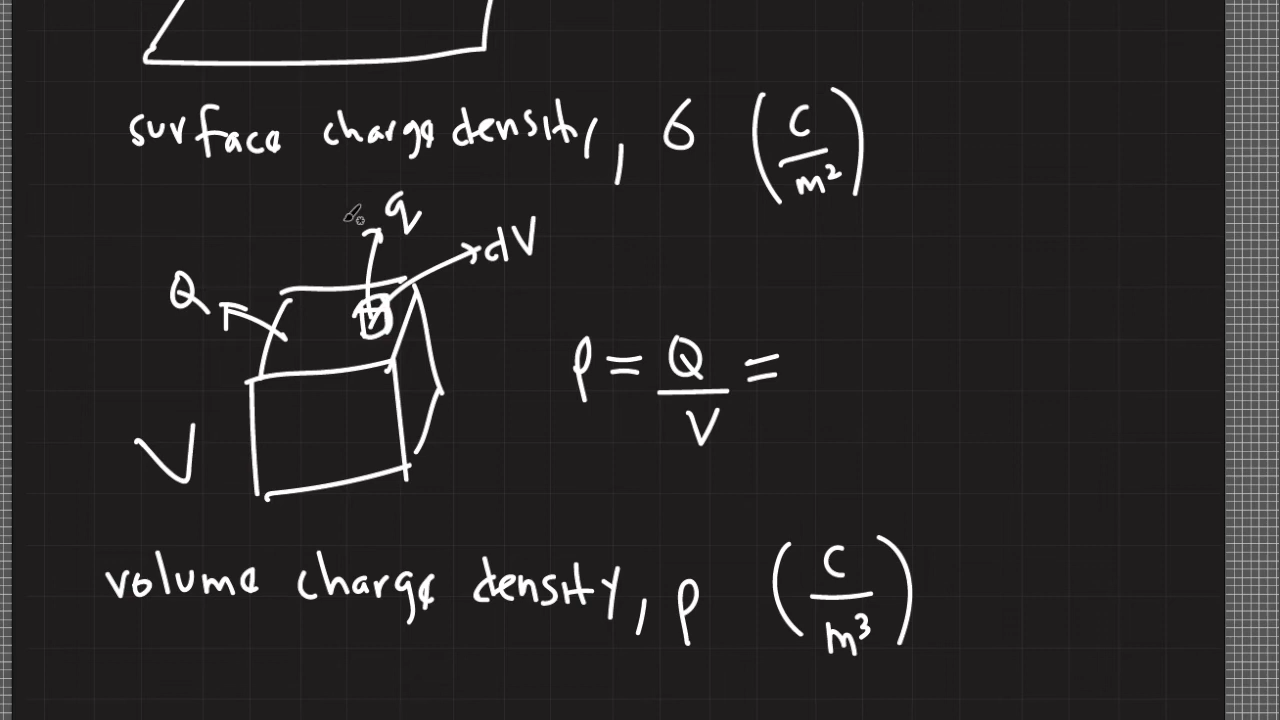 surface charge density, σ (C/m²)
q
dV
Q
ρ = Q/V =
V
volume charge density, ρ (C/m³)